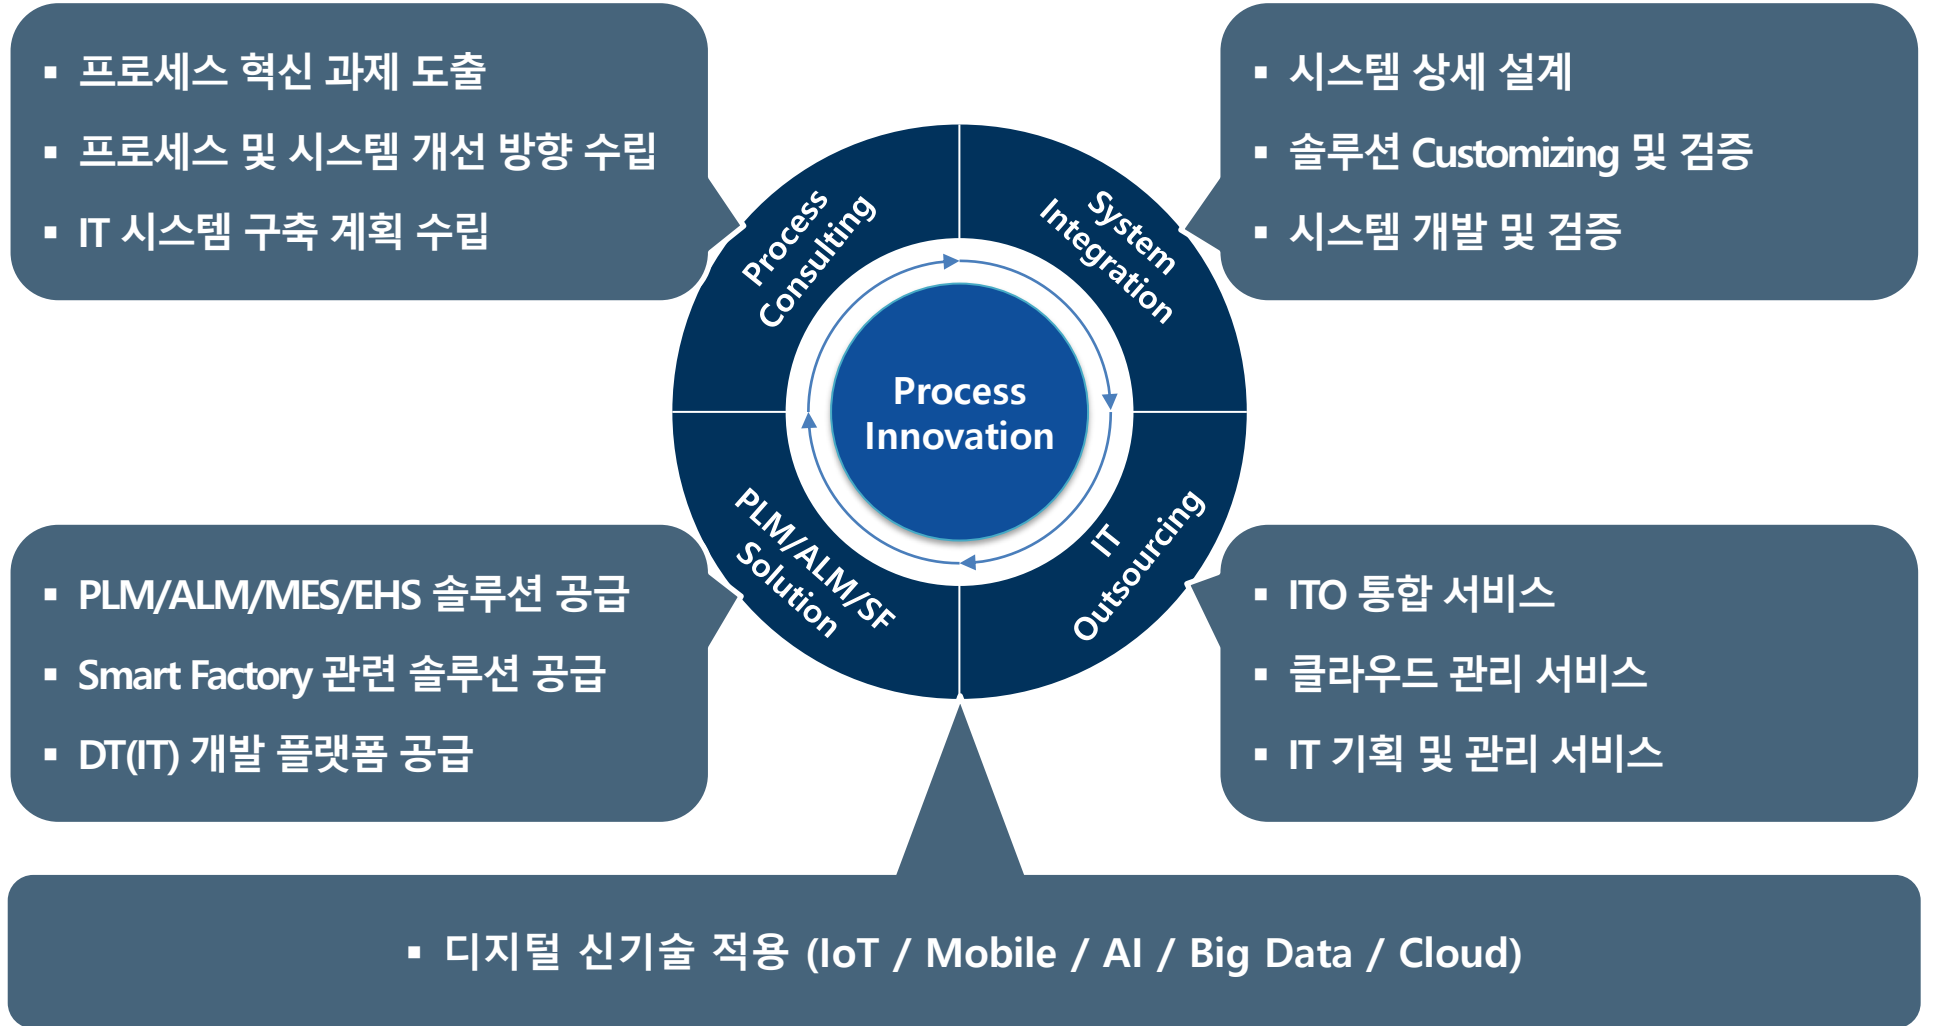 ▪ 프로세스 혁신 과제 도출
▪ 프로세스 및 시스템 개선 방향 수립
▪ IT 시스템 구축 계획 수립
▪ 시스템 상세 설계
▪ 솔루션 Customizing 및 검증
▪ 시스템 개발 및 검증
Process
Consulting
System
Integration
Process
Innovation
PLM/ALM/SF
Solution
IT
Outsourcing
▪ PLM/ALM/MES/EHS 솔루션 공급
▪ Smart Factory 관련 솔루션 공급
▪ DT(IT) 개발 플랫폼 공급
▪ ITO 통합 서비스
▪ 클라우드 관리 서비스
▪ IT 기획 및 관리 서비스
▪ 디지털 신기술 적용 (IoT / Mobile / AI / Big Data / Cloud)